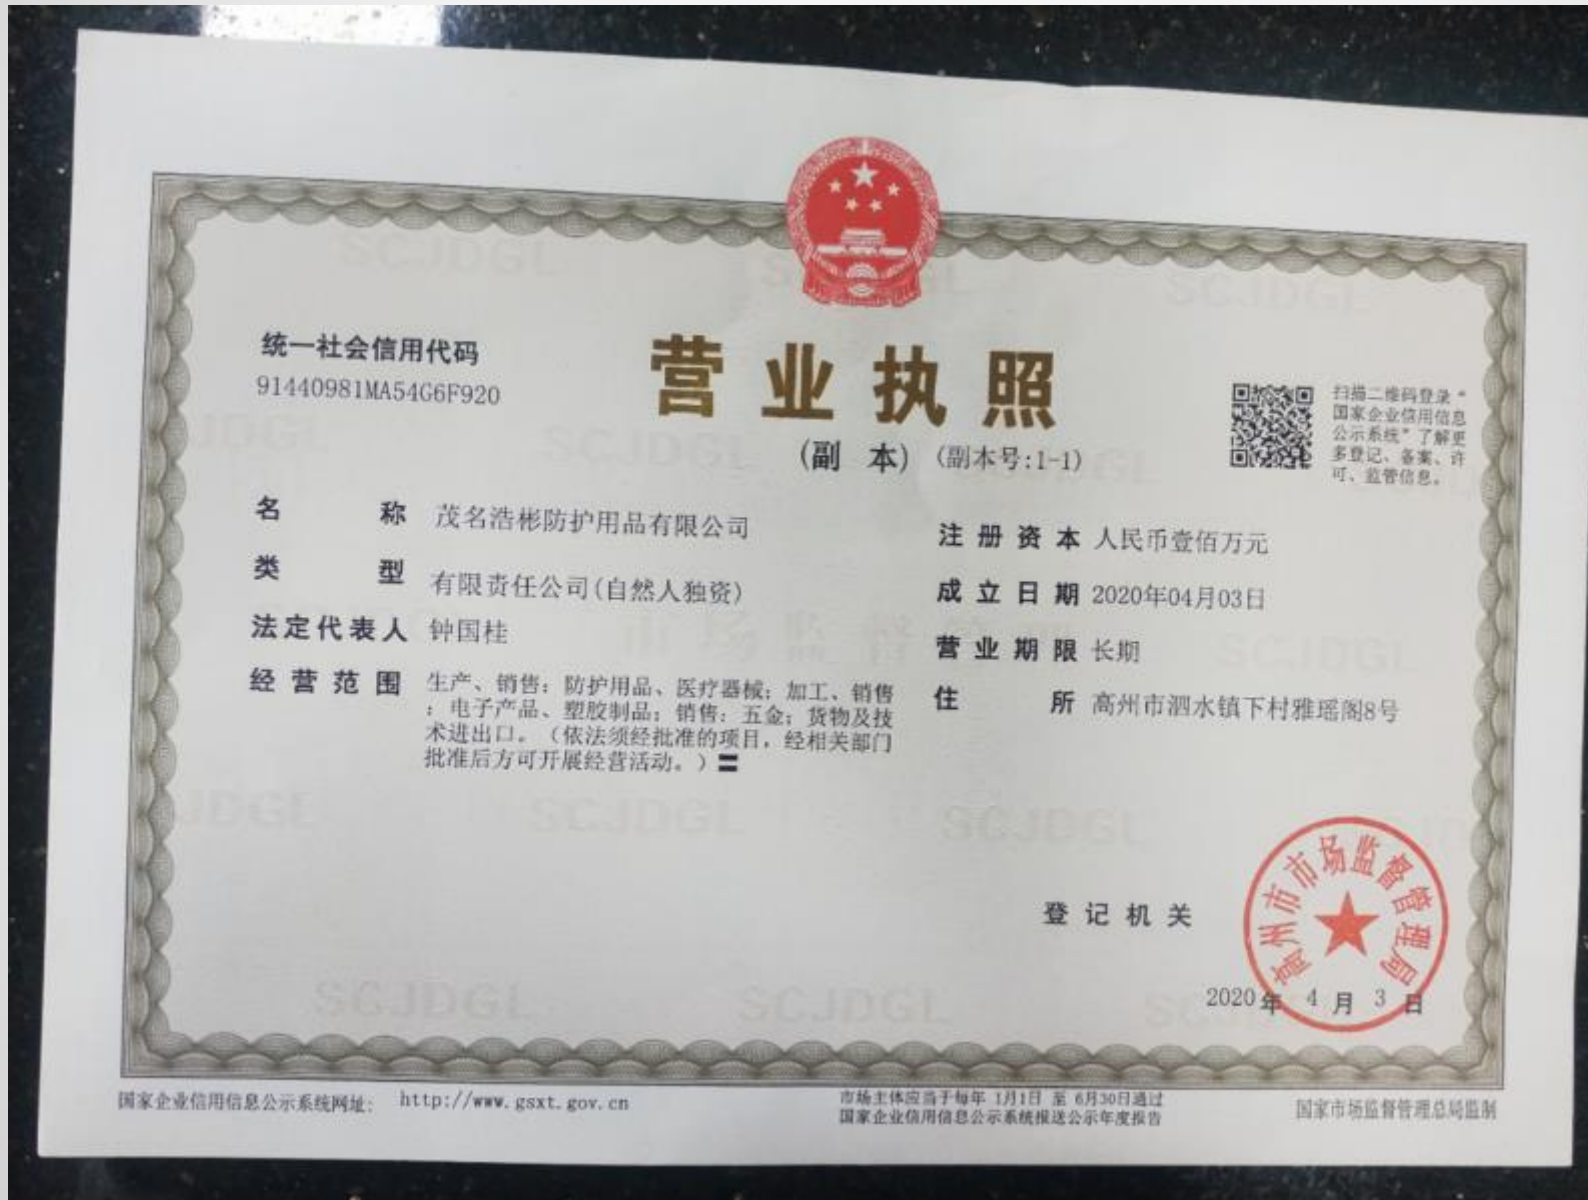 统一社会信用代码
91440981MA54G6F920
营业执照
(副 本) (副本号:1-1)
扫描二维码登录“
国家企业信用信息
公示系统”了解更
多登记、备案、许
可、监管信息。
名 称 茂名浩彬防护用品有限公司
类 型 有限责任公司(自然人独资)
法定代表人 钟国桂
经营范围 生产、销售：防护用品、医疗器械；加工、销售
：电子产品、塑胶制品；销售：五金；货物及技
术进出口。（依法须经批准的项目，经相关部门
批准后方可开展经营活动。）〓
注册资本 人民币壹佰万元
成立日期 2020年04月03日
营业期限 长期
住 所 高州市泗水镇下村雅瑶阁8号
登记机关
高州市市场监督管理局
2020 年 4 月 3 日
国家企业信用信息公示系统网址: http://www.gsxt.gov.cn
市场主体应当于每年 1月1日 至 6月30日通过
国家企业信用信息公示系统报送公示年度报告
国家市场监督管理总局监制
SCJDGL